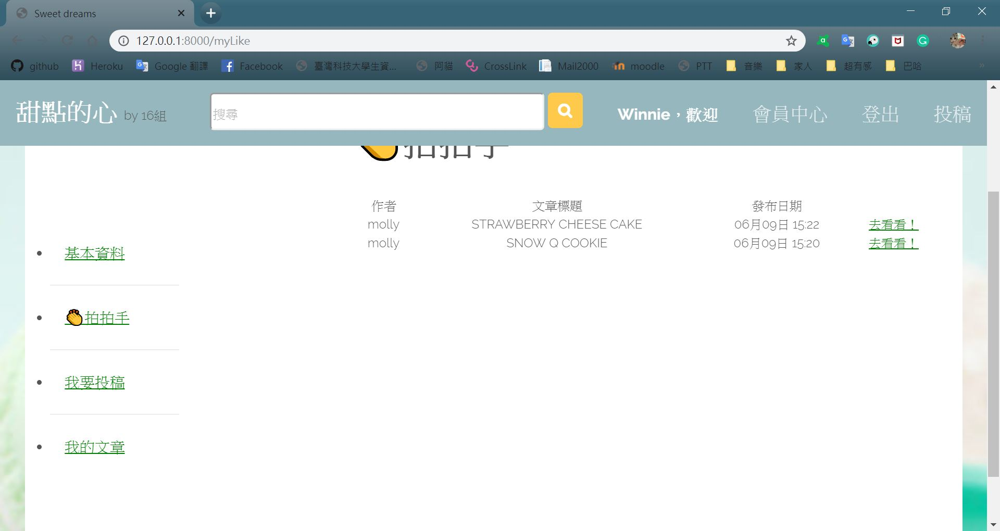 Sweet dreams
127.0.0.1:8000/myLike
github Heroku Google 翻譯 Facebook 臺灣科技大學生資... 阿貓 CrossLink Mail2000 moodle PTT 音樂 家人 超有感 巴哈 »
甜點的心 by 16組 搜尋 Winnie，歡迎 會員中心 登出 投稿
拍拍手
作者 文章標題 發布日期
molly STRAWBERRY CHEESE CAKE 06月09日 15:22 去看看！
molly SNOW Q COOKIE 06月09日 15:20 去看看！
基本資料
拍拍手
我要投稿
我的文章